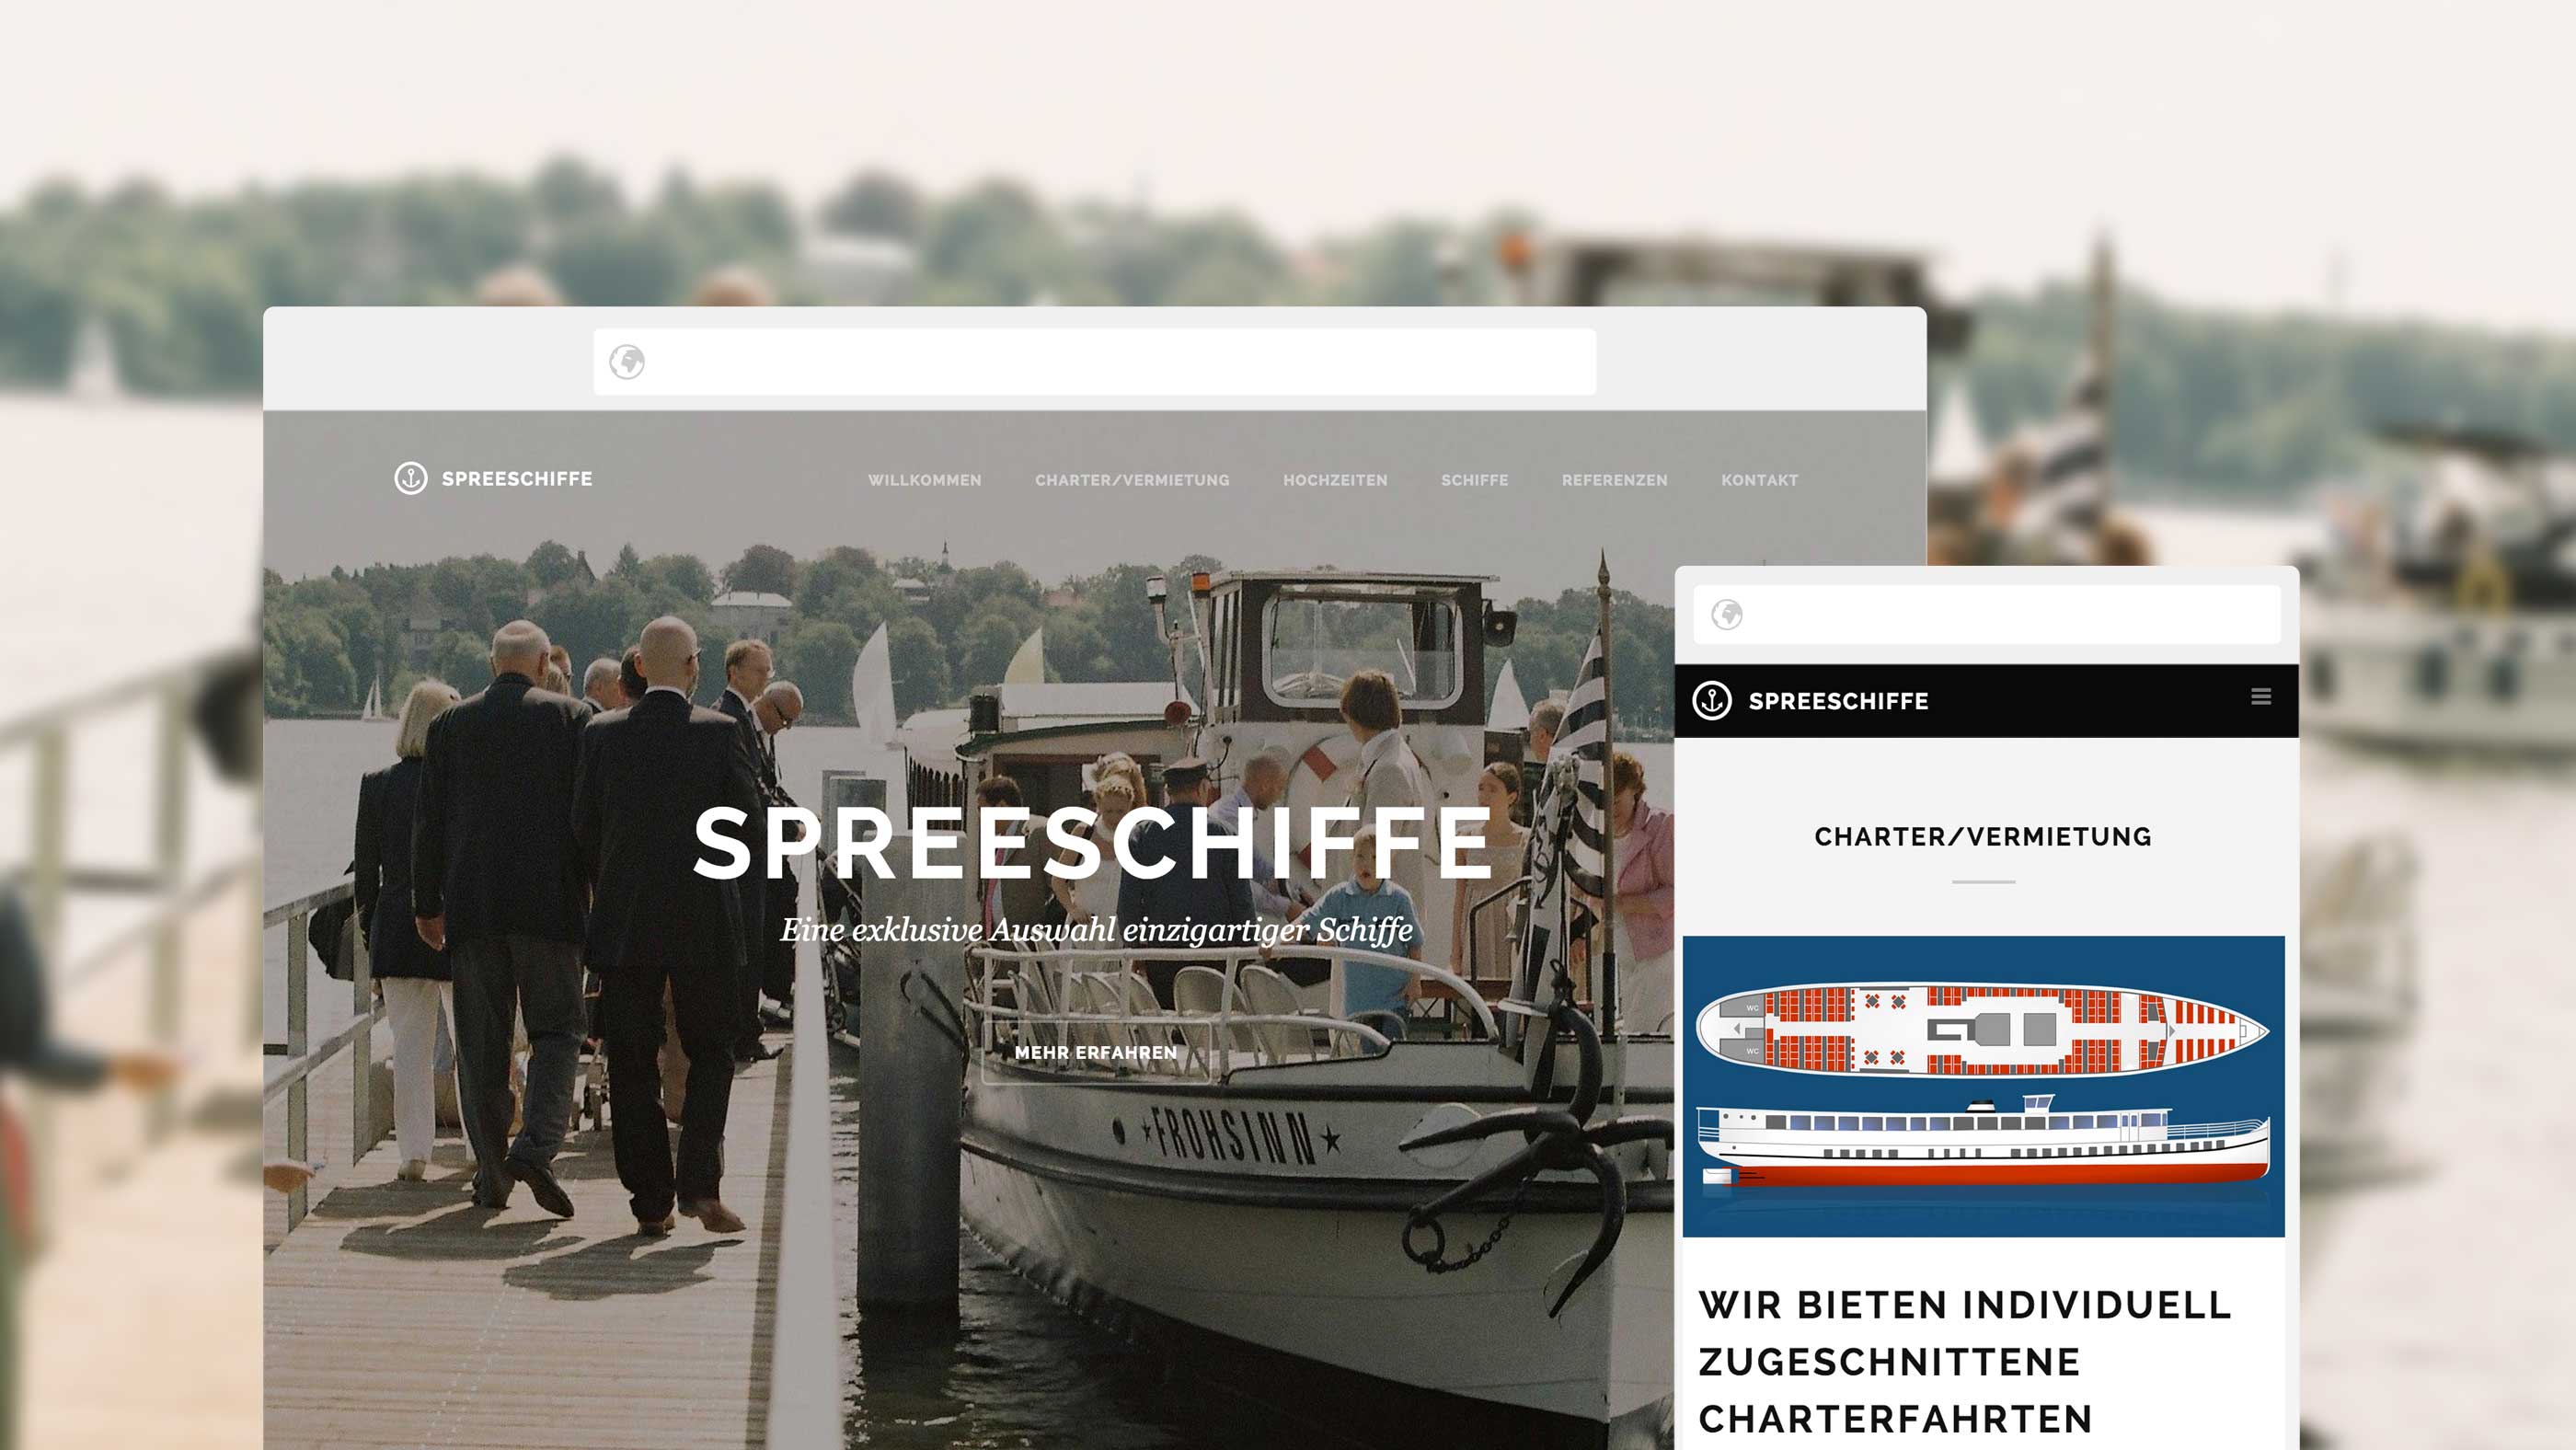 SPREESCHIFFE
WILLKOMMEN CHARTER/VERMIETUNG HOCHZEITEN SCHIFFE REFERENZEN KONTAKT
SPREESCHIFFE
Eine exklusive Auswahl einzigartiger Schiffe
MEHR ERFAHREN
★FROHSINN★
SPREESCHIFFE
CHARTER/VERMIETUNG
WC
WC
WIR BIETEN INDIVIDUELL
ZUGESCHNITTENE
CHARTERFAHRTEN